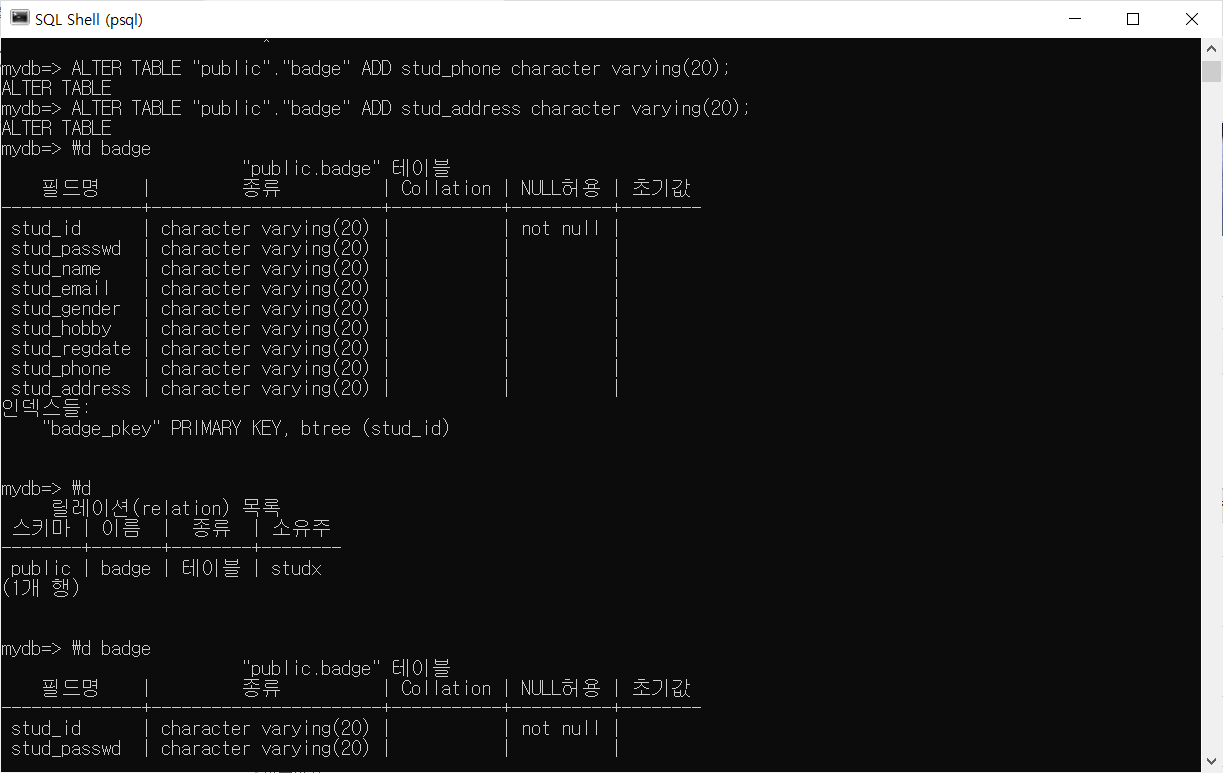 SQL Shell (psql)
mydb=> ALTER TABLE "public"."badge" ADD stud_phone character varying(20);
ALTER TABLE
mydb=> ALTER TABLE "public"."badge" ADD stud_address character varying(20);
ALTER TABLE
mydb=> ₩d badge
"public.badge" 테이블
필드명 | 종류 | Collation | NULL허용 | 초기값
--------------+-----------------------+-----------+----------+--------
stud_id | character varying(20) | | not null |
stud_passwd | character varying(20) | | |
stud_name | character varying(20) | | |
stud_email | character varying(20) | | |
stud_gender | character varying(20) | | |
stud_hobby | character varying(20) | | |
stud_regdate | character varying(20) | | |
stud_phone | character varying(20) | | |
stud_address | character varying(20) | | |
인덱스들:
"badge_pkey" PRIMARY KEY, btree (stud_id)
mydb=> ₩d
릴레이션(relation) 목록
스키마 | 이름 | 종류 | 소유주
--------+-------+--------+--------
public | badge | 테이블 | studx
(1개 행)
mydb=> ₩d badge
"public.badge" 테이블
필드명 | 종류 | Collation | NULL허용 | 초기값
--------------+-----------------------+-----------+----------+--------
stud_id | character varying(20) | | not null |
stud_passwd | character varying(20) | | |